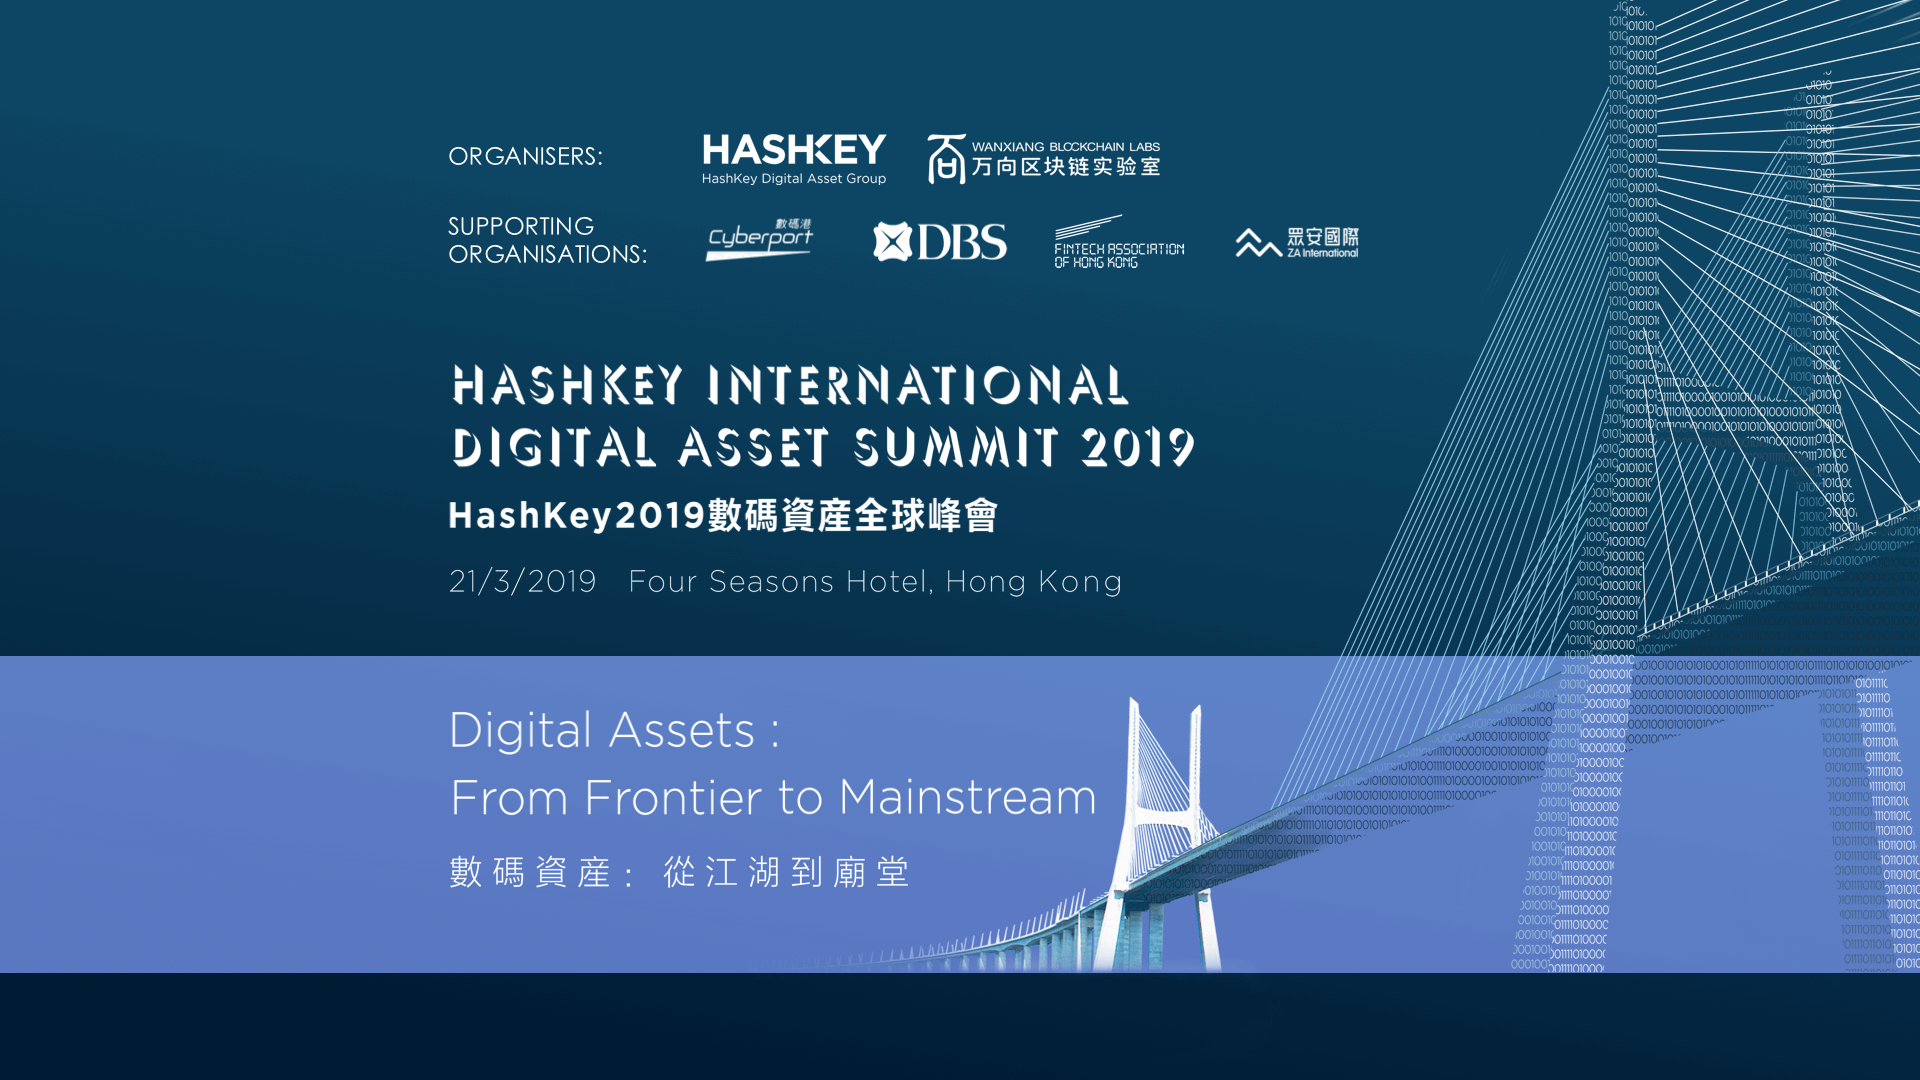 ORGANISERS:
HASHKEY
HashKey Digital Asset Group
WANXIANG BLOCKCHAIN LABS
万向区块链实验室
SUPPORTING
ORGANISATIONS:
數碼港
Cyberport
DBS
FINTECH ASSOCIATION
OF HONG KONG
眾安國際
ZA International
HASHKEY INTERNATIONAL
DIGITAL ASSET SUMMIT 2019
HashKey2019數碼資産全球峰會
21/3/2019 Four Seasons Hotel, Hong Kong
Digital Assets :
From Frontier to Mainstream
數碼資産：從江湖到廟堂